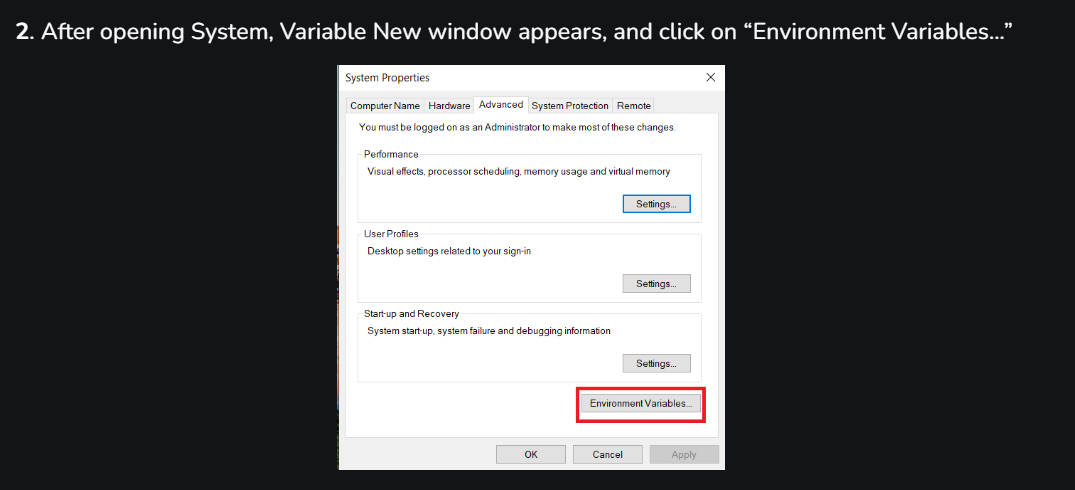 2. After opening System, Variable New window appears, and click on “Environment Variables...”
System Properties
Computer Name Hardware Advanced System Protection Remote
You must be logged on as an Administrator to make most of these changes.
Performance
Visual effects, processor scheduling, memory usage and virtual memory
Settings...
User Profiles
Desktop settings related to your sign-in
Settings...
Start-up and Recovery
System start-up, system failure and debugging information
Settings...
Environment Variables...
OK Cancel Apply